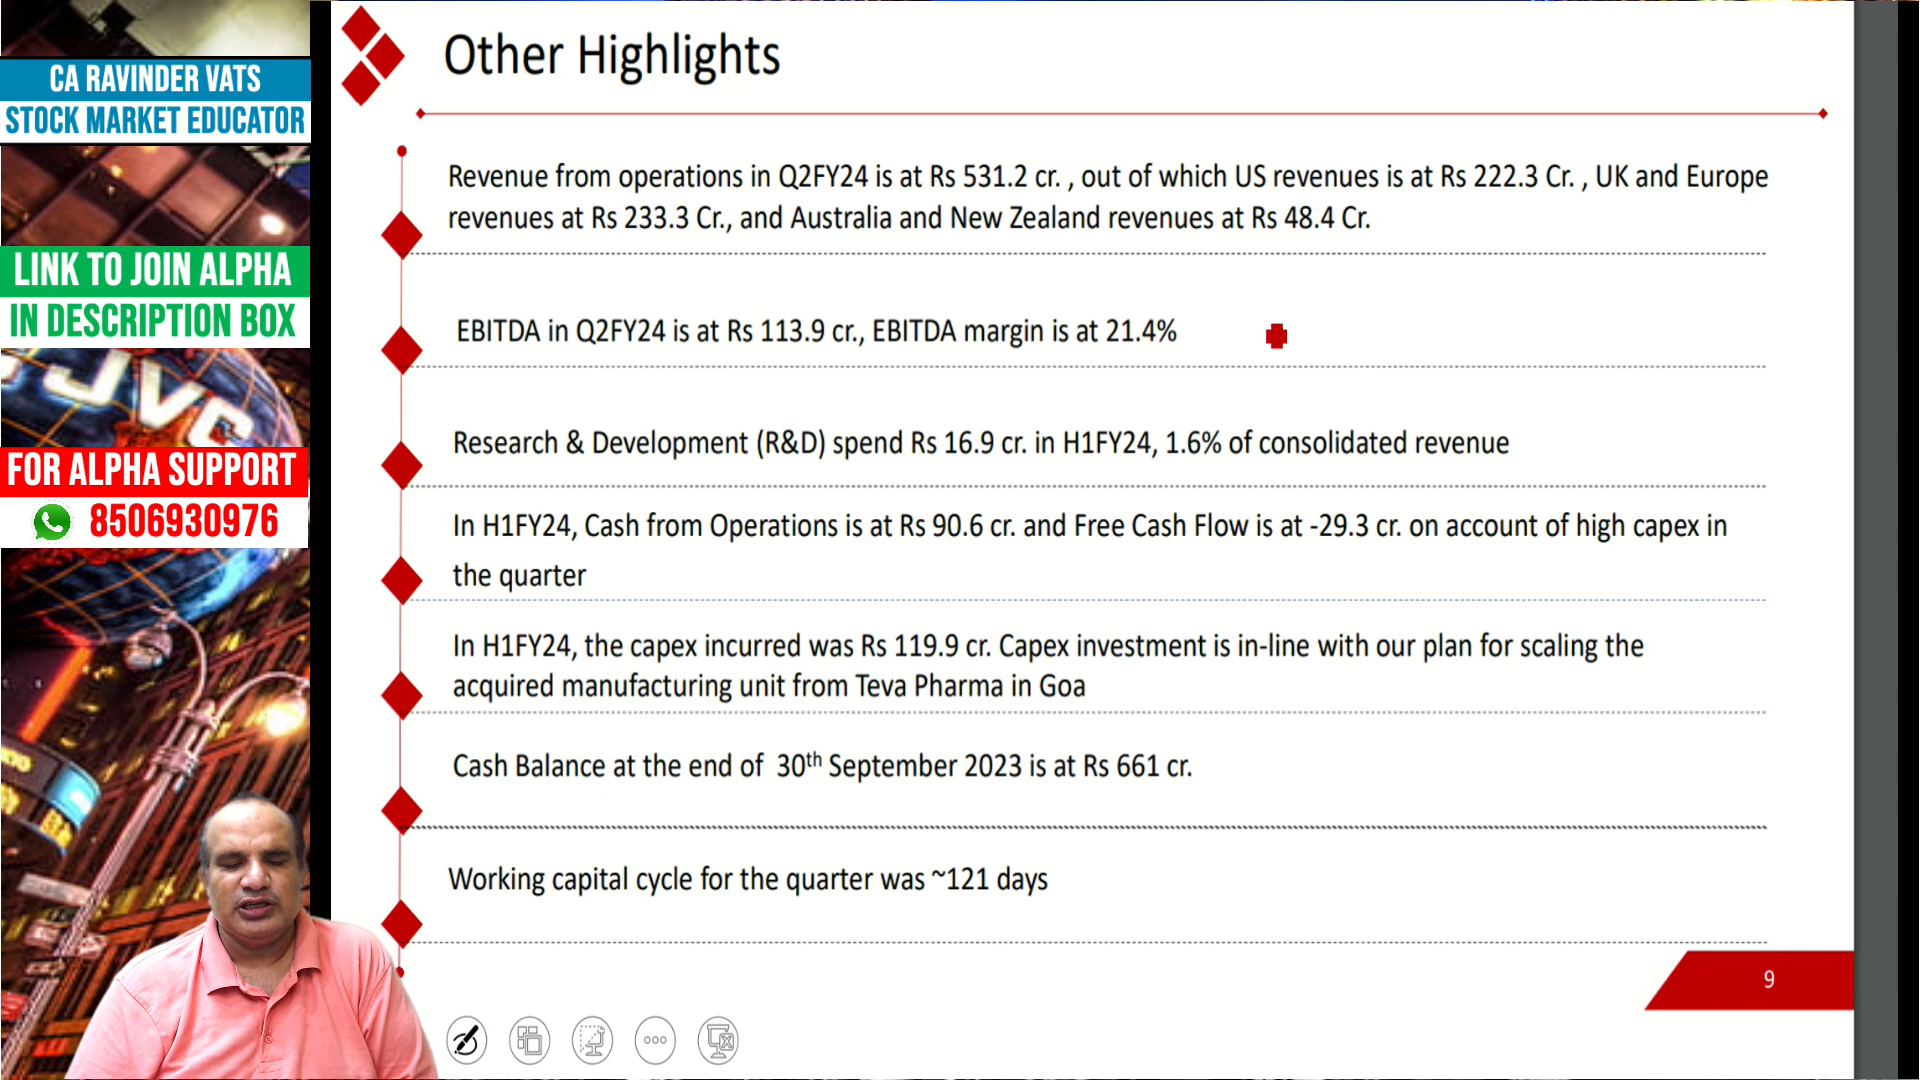 CA RAVINDER VATS
STOCK MARKET EDUCATOR
LINK TO JOIN ALPHA
IN DESCRIPTION BOX
JVC
FOR ALPHA SUPPORT
8506930976
Other Highlights
Revenue from operations in Q2FY24 is at Rs 531.2 cr. , out of which US revenues is at Rs 222.3 Cr. , UK and Europe
revenues at Rs 233.3 Cr., and Australia and New Zealand revenues at Rs 48.4 Cr.
EBITDA in Q2FY24 is at Rs 113.9 cr., EBITDA margin is at 21.4%
Research & Development (R&D) spend Rs 16.9 cr. in H1FY24, 1.6% of consolidated revenue
In H1FY24, Cash from Operations is at Rs 90.6 cr. and Free Cash Flow is at -29.3 cr. on account of high capex in
the quarter
In H1FY24, the capex incurred was Rs 119.9 cr. Capex investment is in-line with our plan for scaling the
acquired manufacturing unit from Teva Pharma in Goa
Cash Balance at the end of 30th September 2023 is at Rs 661 cr.
Working capital cycle for the quarter was ~121 days
9